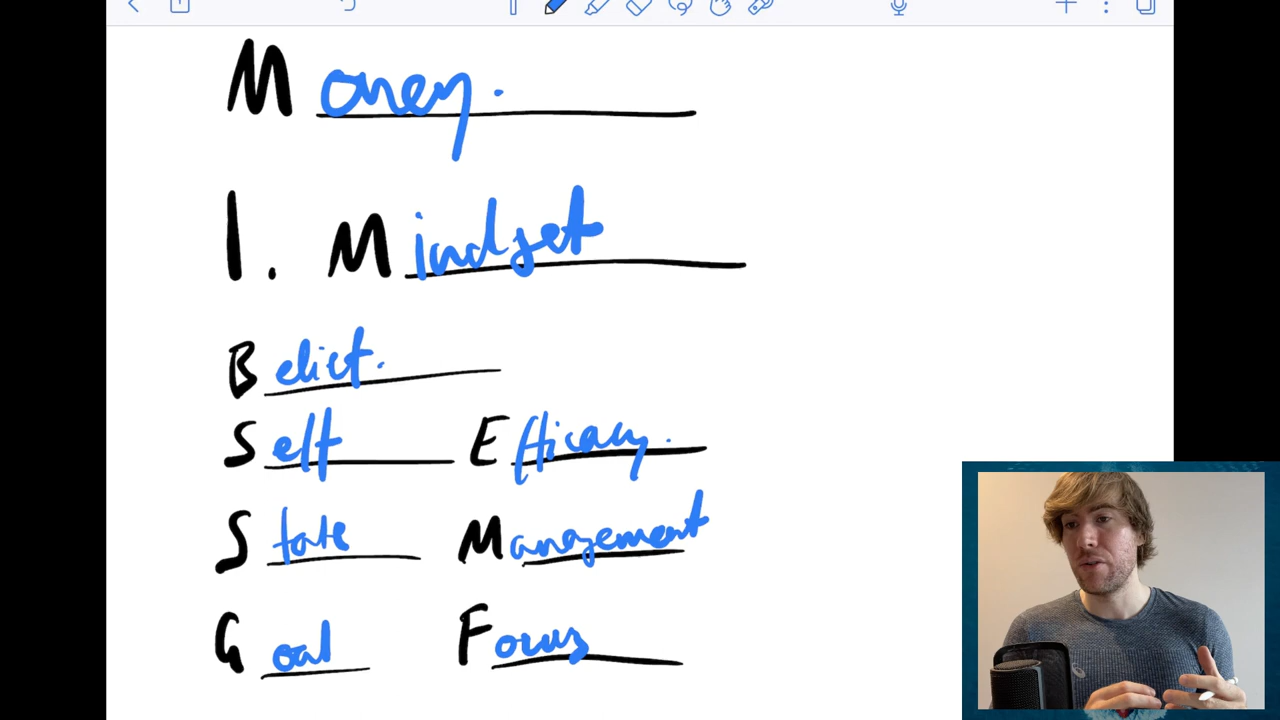 Money.
1. Mindset
Belief.
Self Efficacy.
State Management
Goal Focus